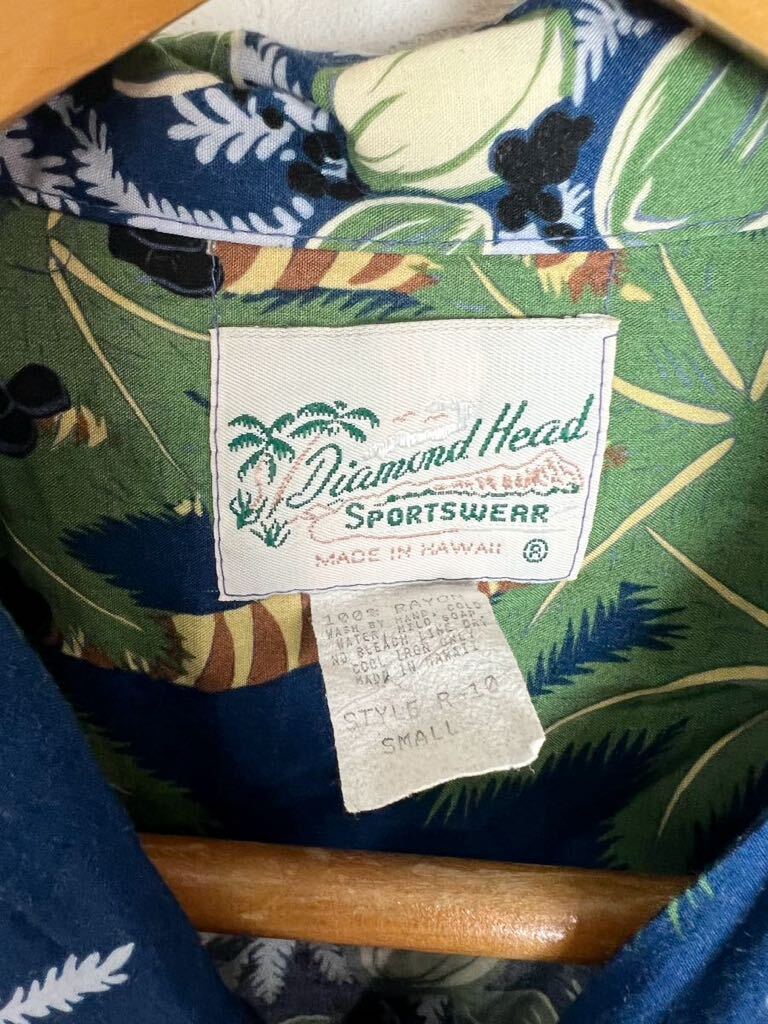 Diamond Head
SPORTSWEAR
MADE IN HAWAII ®
100% RAYON
WASH BY HAND, COLD
WATER, MILD SOAP.
NO BLEACH LINE DRY
COOL IRON ONLY
MADE IN HAWAII
STYLE R-10
SMALL